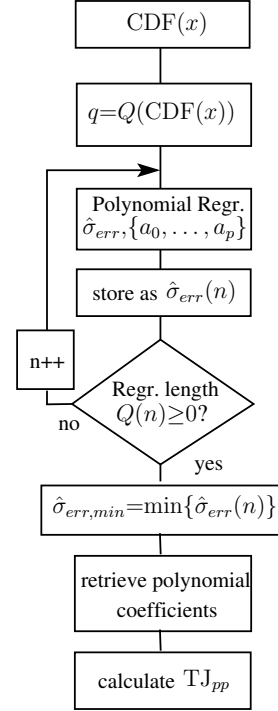 CDF(x)
q=Q(CDF(x))
Polynomial Regr.
σ̂_err,{a_0, . . . , a_p}
store as σ̂_err(n)
n++
Regr. length
Q(n)≥0?
no
yes
σ̂_err,min=min{σ̂_err(n)}
retrieve polynomial
coefficients
calculate TJ_pp